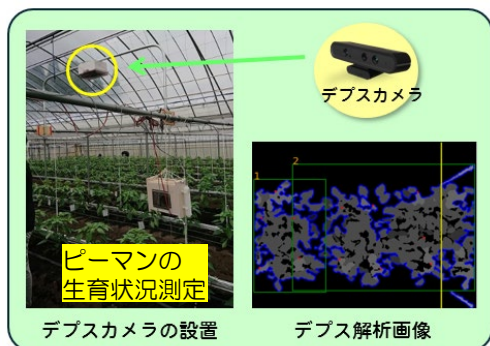 デプスカメラ
2
1
ピーマンの
生育状況測定
デプスカメラの設置
デプス解析画像